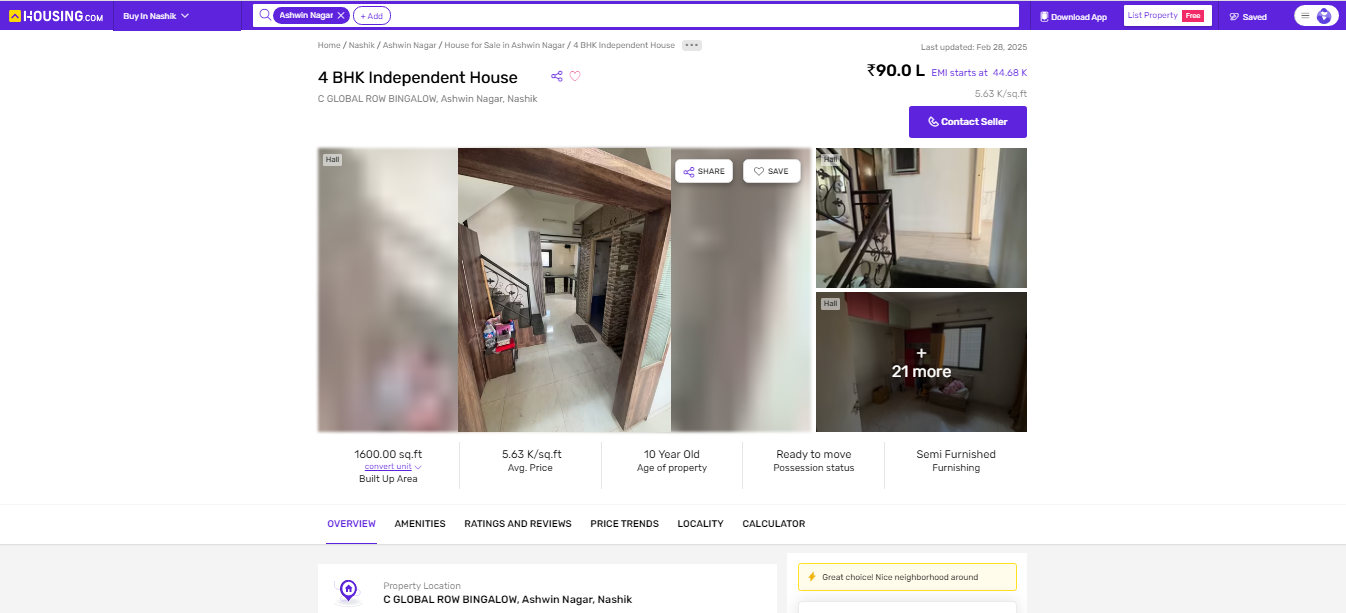 HOUSING.COM
Buy in Nashik
Ashwin Nagar
+ Add
Download App
List Property Free
Saved
Home / Nashik / Ashwin Nagar / House for Sale in Ashwin Nagar / 4 BHK Independent House
Last updated: Feb 28, 2025
4 BHK Independent House
₹90.0 L EMI starts at 44.68 K
C GLOBAL ROW BINGALOW, Ashwin Nagar, Nashik
5.63 K/sq.ft
Contact Seller
Hall
SHARE
SAVE
Hall
Hall
+
21 more
1600.00 sq.ft
convert unit
Built Up Area
5.63 K/sq.ft
Avg. Price
10 Year Old
Age of property
Ready to move
Possession status
Semi Furnished
Furnishing
OVERVIEW AMENITIES RATINGS AND REVIEWS PRICE TRENDS LOCALITY CALCULATOR
Property Location
C GLOBAL ROW BINGALOW, Ashwin Nagar, Nashik
Great choice! Nice neighborhood around